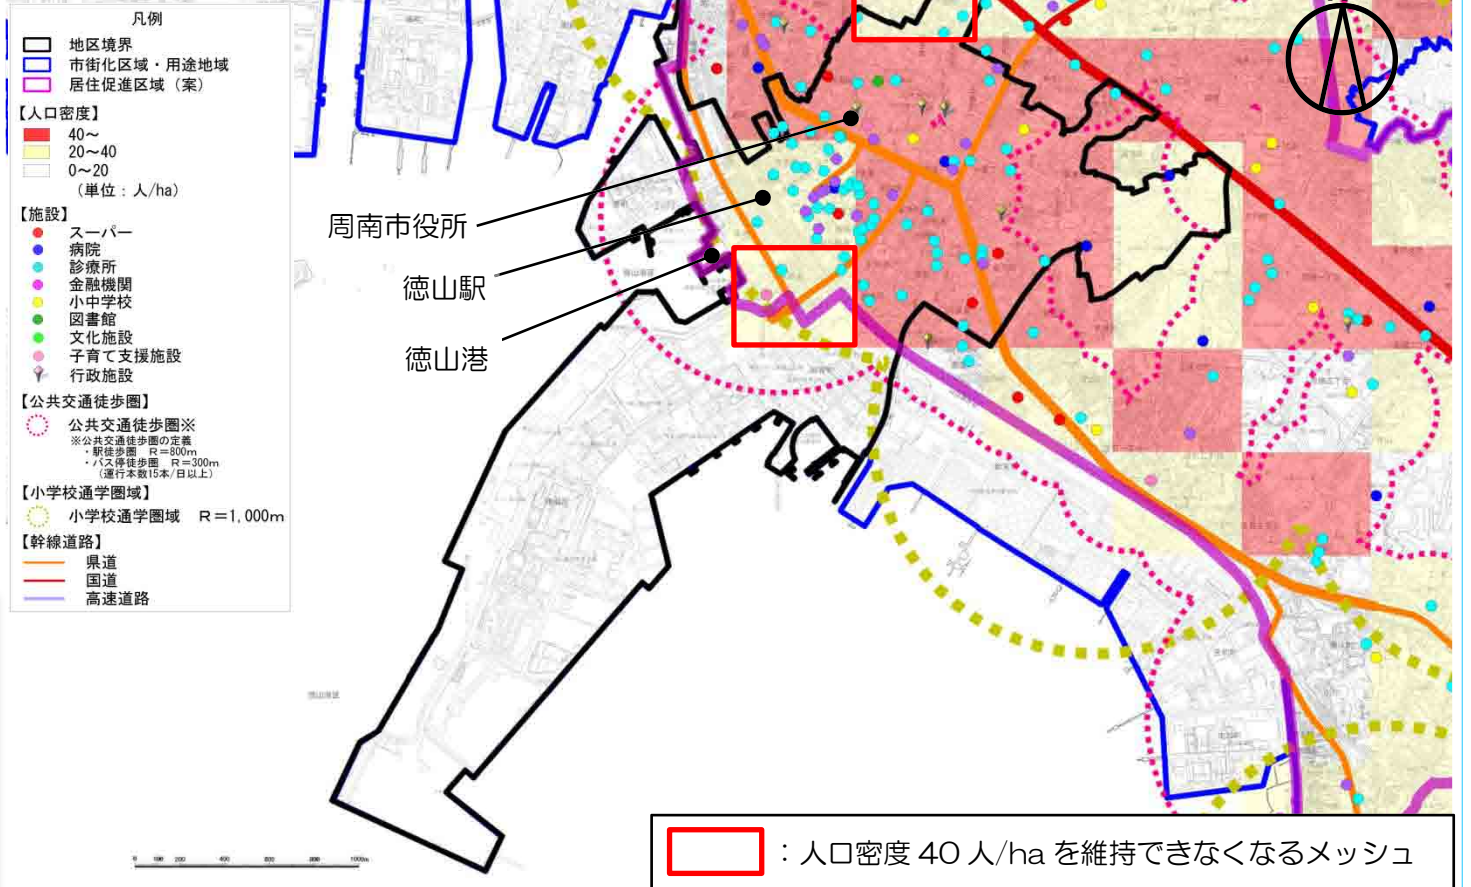 凡例
地区境界
市街化区域・用途地域
居住促進区域（案）
【人口密度】
40～
20～40
0～20
（単位：人/ha）
【施設】
スーパー
病院
診療所
金融機関
小中学校
図書館
文化施設
子育て支援施設
行政施設
【公共交通徒歩圏】
公共交通徒歩圏※
※公共交通徒歩圏の定義
・駅徒歩圏　R＝800m
・バス停徒歩圏　R＝300m
（運行本数15本/日以上）
【小学校通学圏域】
小学校通学圏域　R＝1,000m
【幹線道路】
県道
国道
高速道路
周南市役所
徳山駅
徳山港
0 100 200 400 600 800 1000m
：人口密度 40 人/ha を維持できなくなるメッシュ